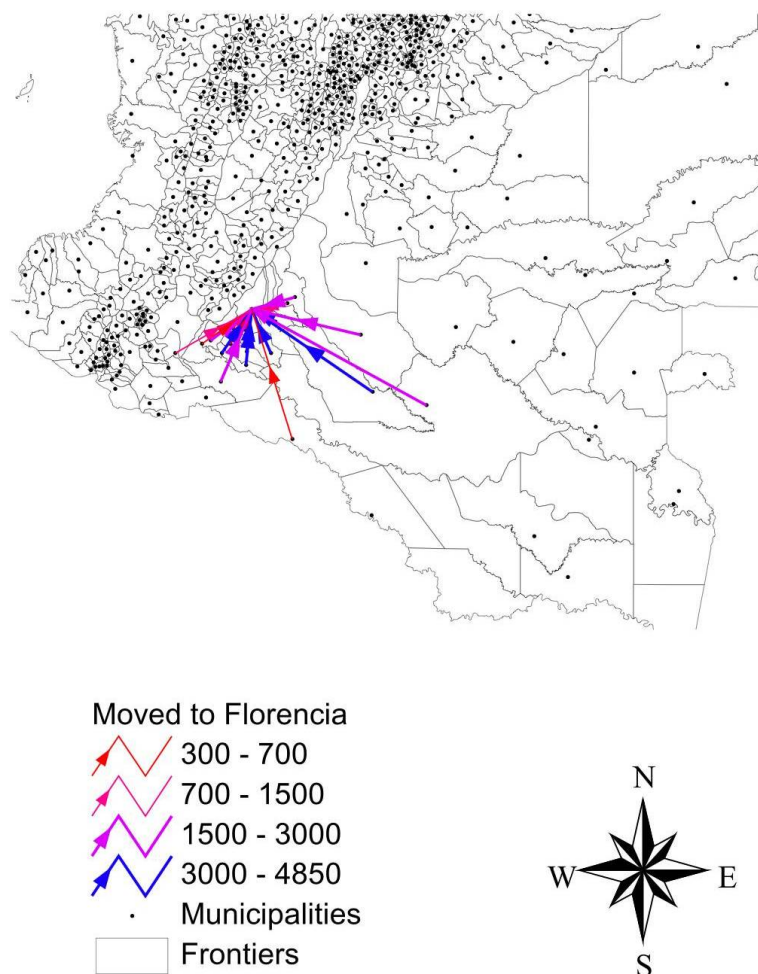 Moved to Florencia
300 - 700
700 - 1500
1500 - 3000
3000 - 4850
Municipalities
Frontiers
N
W E
S